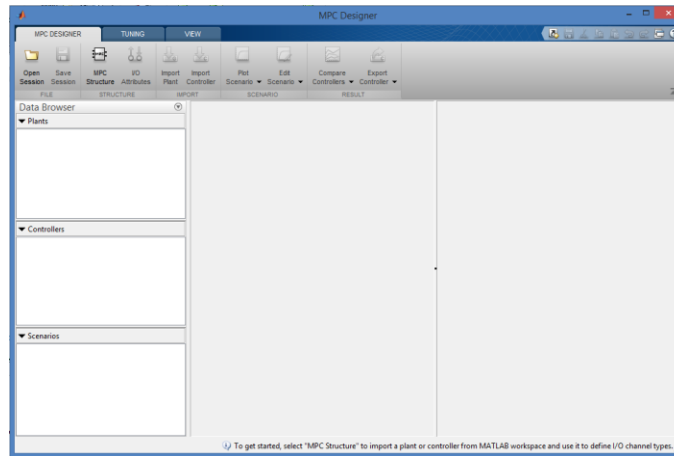 MPC Designer
MPC DESIGNER TUNING VIEW
Open Session Save Session MPC Structure I/O Attributes Import Plant Import Controller Plot Scenario Edit Scenario Compare Controllers Export Controller
FILE STRUCTURE IMPORT SCENARIO RESULT
Data Browser
Plants
Controllers
Scenarios
To get started, select "MPC Structure" to import a plant or controller from MATLAB workspace and use it to define I/O channel types.